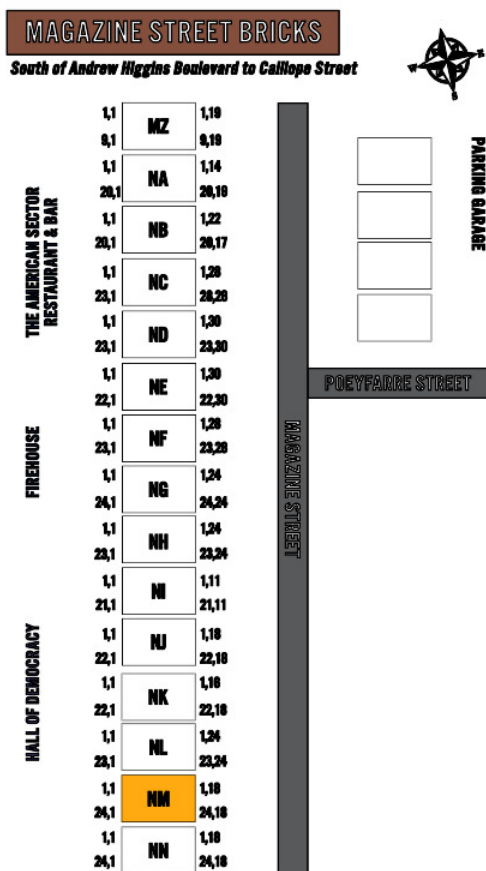 MAGAZINE STREET BRICKS
South of Andrew Higgins Boulevard to Calliope Street
N
E
S
W
1,1 MZ 1,19
9,1 9,19
1,1 NA 1,14
20,1 20,18
1,1 NB 1,22
20,1 20,17
1,1 NC 1,28
23,1 28,28
1,1 ND 1,30
23,1 23,30
1,1 NE 1,30
22,1 22,30
1,1 NF 1,28
23,1 23,28
1,1 NG 1,24
24,1 24,24
1,1 NH 1,24
23,1 23,24
1,1 NI 1,11
21,1 21,11
1,1 NJ 1,18
22,1 22,18
1,1 NK 1,16
22,1 22,18
1,1 NL 1,24
23,1 23,24
1,1 NM 1,18
24,1 24,18
1,1 NN 1,18
24,1 24,18
THE AMERICAN SECTOR
RESTAURANT & BAR
FIREHOUSE
HALL OF DEMOCRACY
MAGAZINE STREET
POEYFARRE STREET
PARKING GARAGE